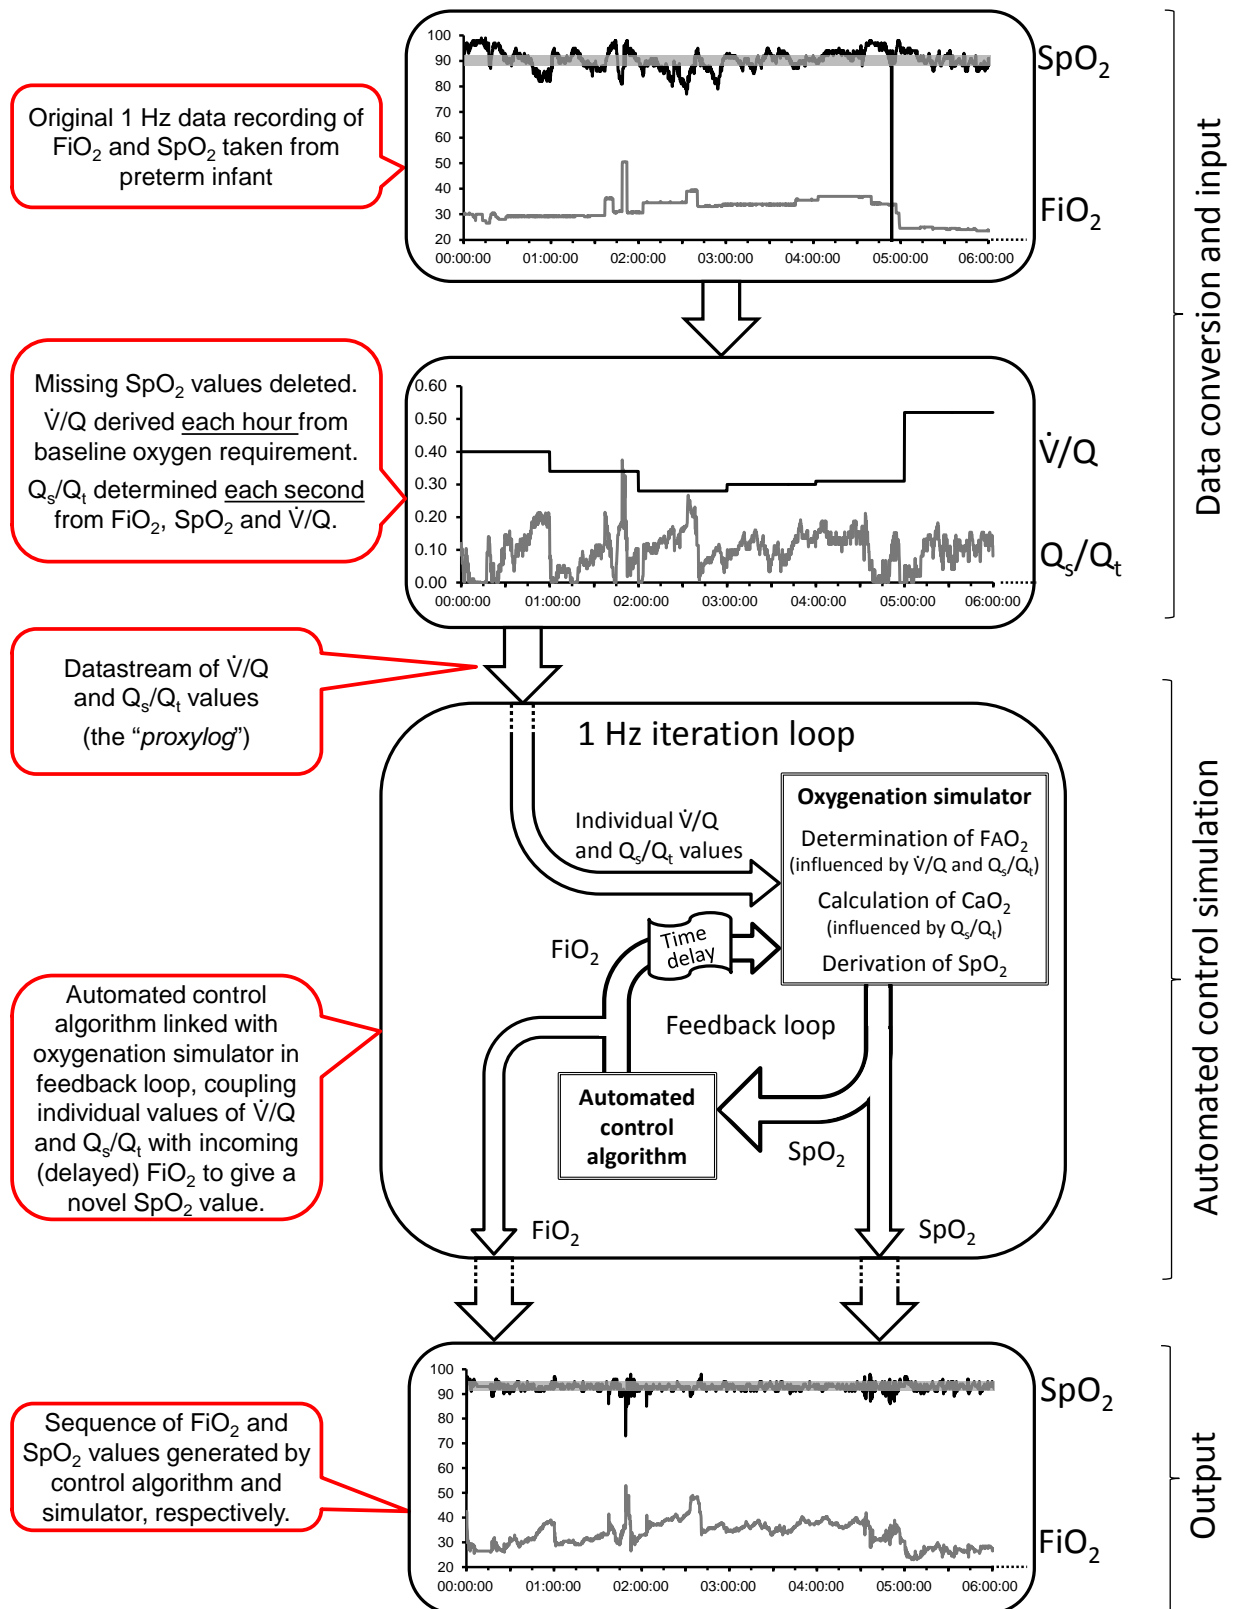 100
90
80
70
60
50
40
30
20
00:00:00 01:00:00 02:00:00 03:00:00 04:00:00 05:00:00 06:00:00
SpO2
FiO2
Original 1 Hz data recording of
FiO2 and SpO2 taken from
preterm infant
Data conversion and input
Missing SpO2 values deleted.
V̇/Q derived each hour from
baseline oxygen requirement.
Qs/Qt determined each second
from FiO2, SpO2 and V̇/Q.
0.60
0.50
0.40
0.30
0.20
0.10
0.00
00:00:00 01:00:00 02:00:00 03:00:00 04:00:00 05:00:00 06:00:00
V̇/Q
Qs/Qt
Datastream of V̇/Q
and Qs/Qt values
(the “proxylog”)
1 Hz iteration loop
Individual V̇/Q
and Qs/Qt values
Oxygenation simulator
Determination of FAO2
(influenced by V̇/Q and Qs/Qt)
Calculation of CaO2
(influenced by Qs/Qt)
Derivation of SpO2
FiO2
Time
delay
Feedback loop
Automated
control
algorithm
SpO2
FiO2
SpO2
Automated control simulation
Automated control
algorithm linked with
oxygenation simulator in
feedback loop, coupling
individual values of V̇/Q
and Qs/Qt with incoming
(delayed) FiO2 to give a
novel SpO2 value.
Sequence of FiO2 and
SpO2 values generated by
control algorithm and
simulator, respectively.
100
90
80
70
60
50
40
30
20
00:00:00 01:00:00 02:00:00 03:00:00 04:00:00 05:00:00 06:00:00
SpO2
FiO2
Output